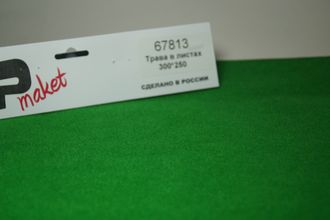 67813
Трава в листах
300*250
СДЕЛАНО В РОССИИ
P
maket